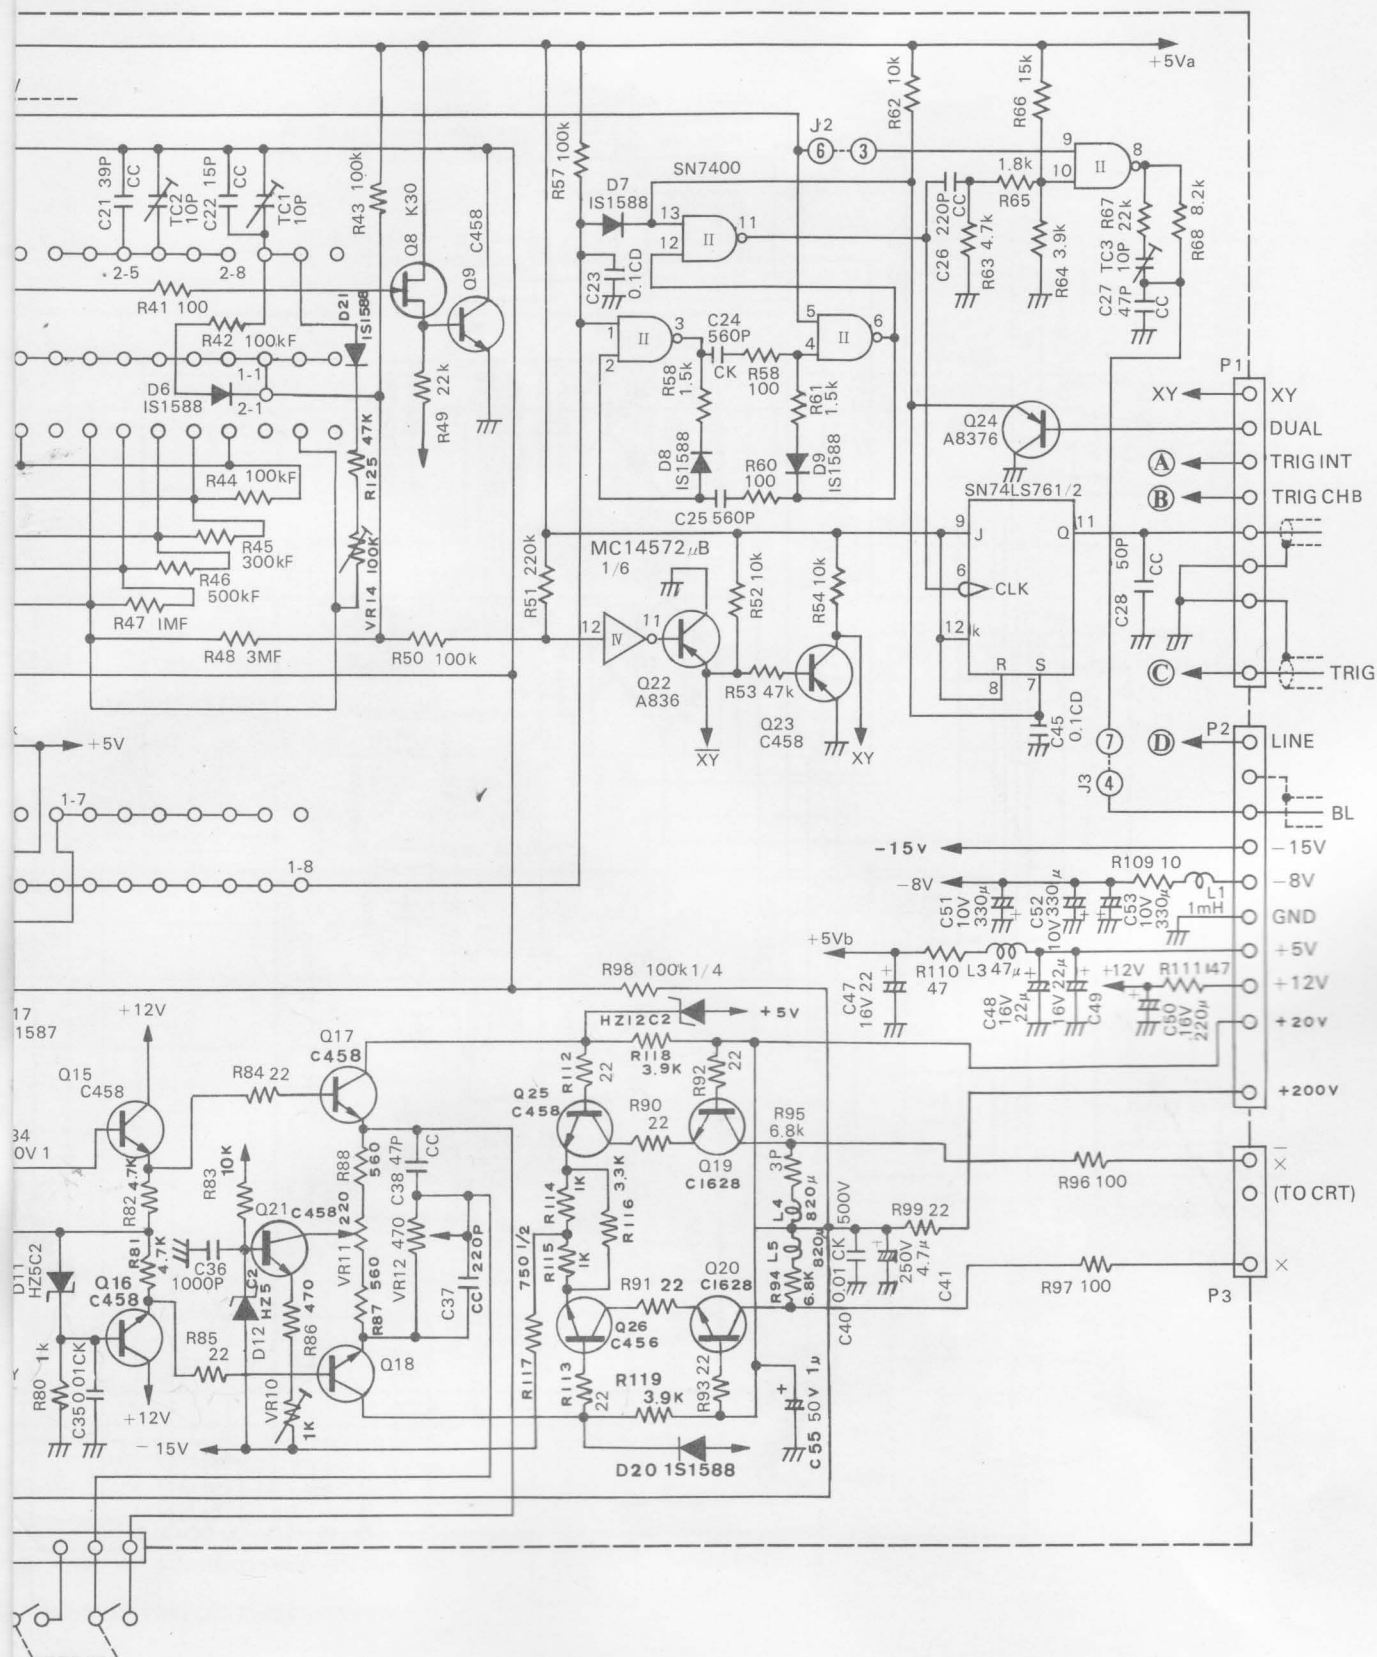 +5Va
R62 10k
R66 15k
J2
6
3
9
8
10
II
1.8k
R65
R67 22k
R68 8.2k
C21 39P CC
TC2 10P
C22 15P CC
TC1 10P
R43 100k
Q8 K30
Q9 C458
R57 100k
D7
IS1588
SN7400
13
12
11
II
C26 220P CC
R63 4.7k
R64 3.9k
C27 47P CC
TC3 10P
2-5
2-8
C23 0.1CD
R41 100
R42 100kF
D21 IS1588
1
2
3
II
C24
560P
CK
R58
100
5
4
6
II
R58 1.5k
R61 1.5k
1-1
2-1
D6
IS1588
R49 22k
P1
XY
XY
Q24
A8376
DUAL
A
TRIG INT
B
TRIG CHB
R44 100kF
R125 47K
D8 IS1588
R60
100
D9 IS1588
C25 560P
SN74LS761/2
R45
300kF
R46
500kF
R47 1MF
VR14 100K
R51 220k
MC14572μB
1/6
R52 10k
R54 10k
9
J
Q
11
6
CLK
12
k
R
S
8
7
C28 50P CC
R48 3MF
R50 100k
12
IV
11
Q22
A836
R53 47k
Q23
C458
XY
XY
C45 0.1CD
C
TRIG
+5V
7
J3
4
P2
D
LINE
BL
1-7
1-8
-15V
-15V
R109 10
L1
1mH
-8V
-8V
C51 10V 330μ
C52 10V 330μ
C53 10V 330μ
GND
+5Vb
R110
47
L3 47μ
+5V
C47 16V 22
C48 16V 22μ
C49 16V 22μ
+12V
R111 47
+12V
C50 16V 220μ
+20V
+200V
R98 100k 1/4
HZ12C2
+5V
17
1587
+12V
Q15
C458
R84 22
Q17
C458
R112 22
R118
3.9K
R92 22
Q25
C458
R90
22
Q19
C1628
R95
6.8k
3P
34
0V 1
R82 4.7K
R83 10K
R88 560
C38 47P CC
R114 1K
R116 3.3K
L4 820μ
R96 100
P3
X
(TO CRT)
X
R81 4.7K
Q21 C458
C36
1000P
VR11 220
VR12 470
220P
C37 CC
R115 1K
750 1/2
R117
L5 820μ
R94 6.8K
C40 0.01 CK 500V
R99 22
250V 4.7μ
C41
R97 100
D11
HZ5C2
Q16
C458
D12
HZ5 C2
R86 470
R87 560
R91 22
Q20
C1628
Q26
C456
R85
22
Q18
R80 1k
C35 0.01CK
VR10
1K
R113 22
R119
3.9K
R93 22
C55 50V 1μ
+12V
- 15V
D20 1S1588